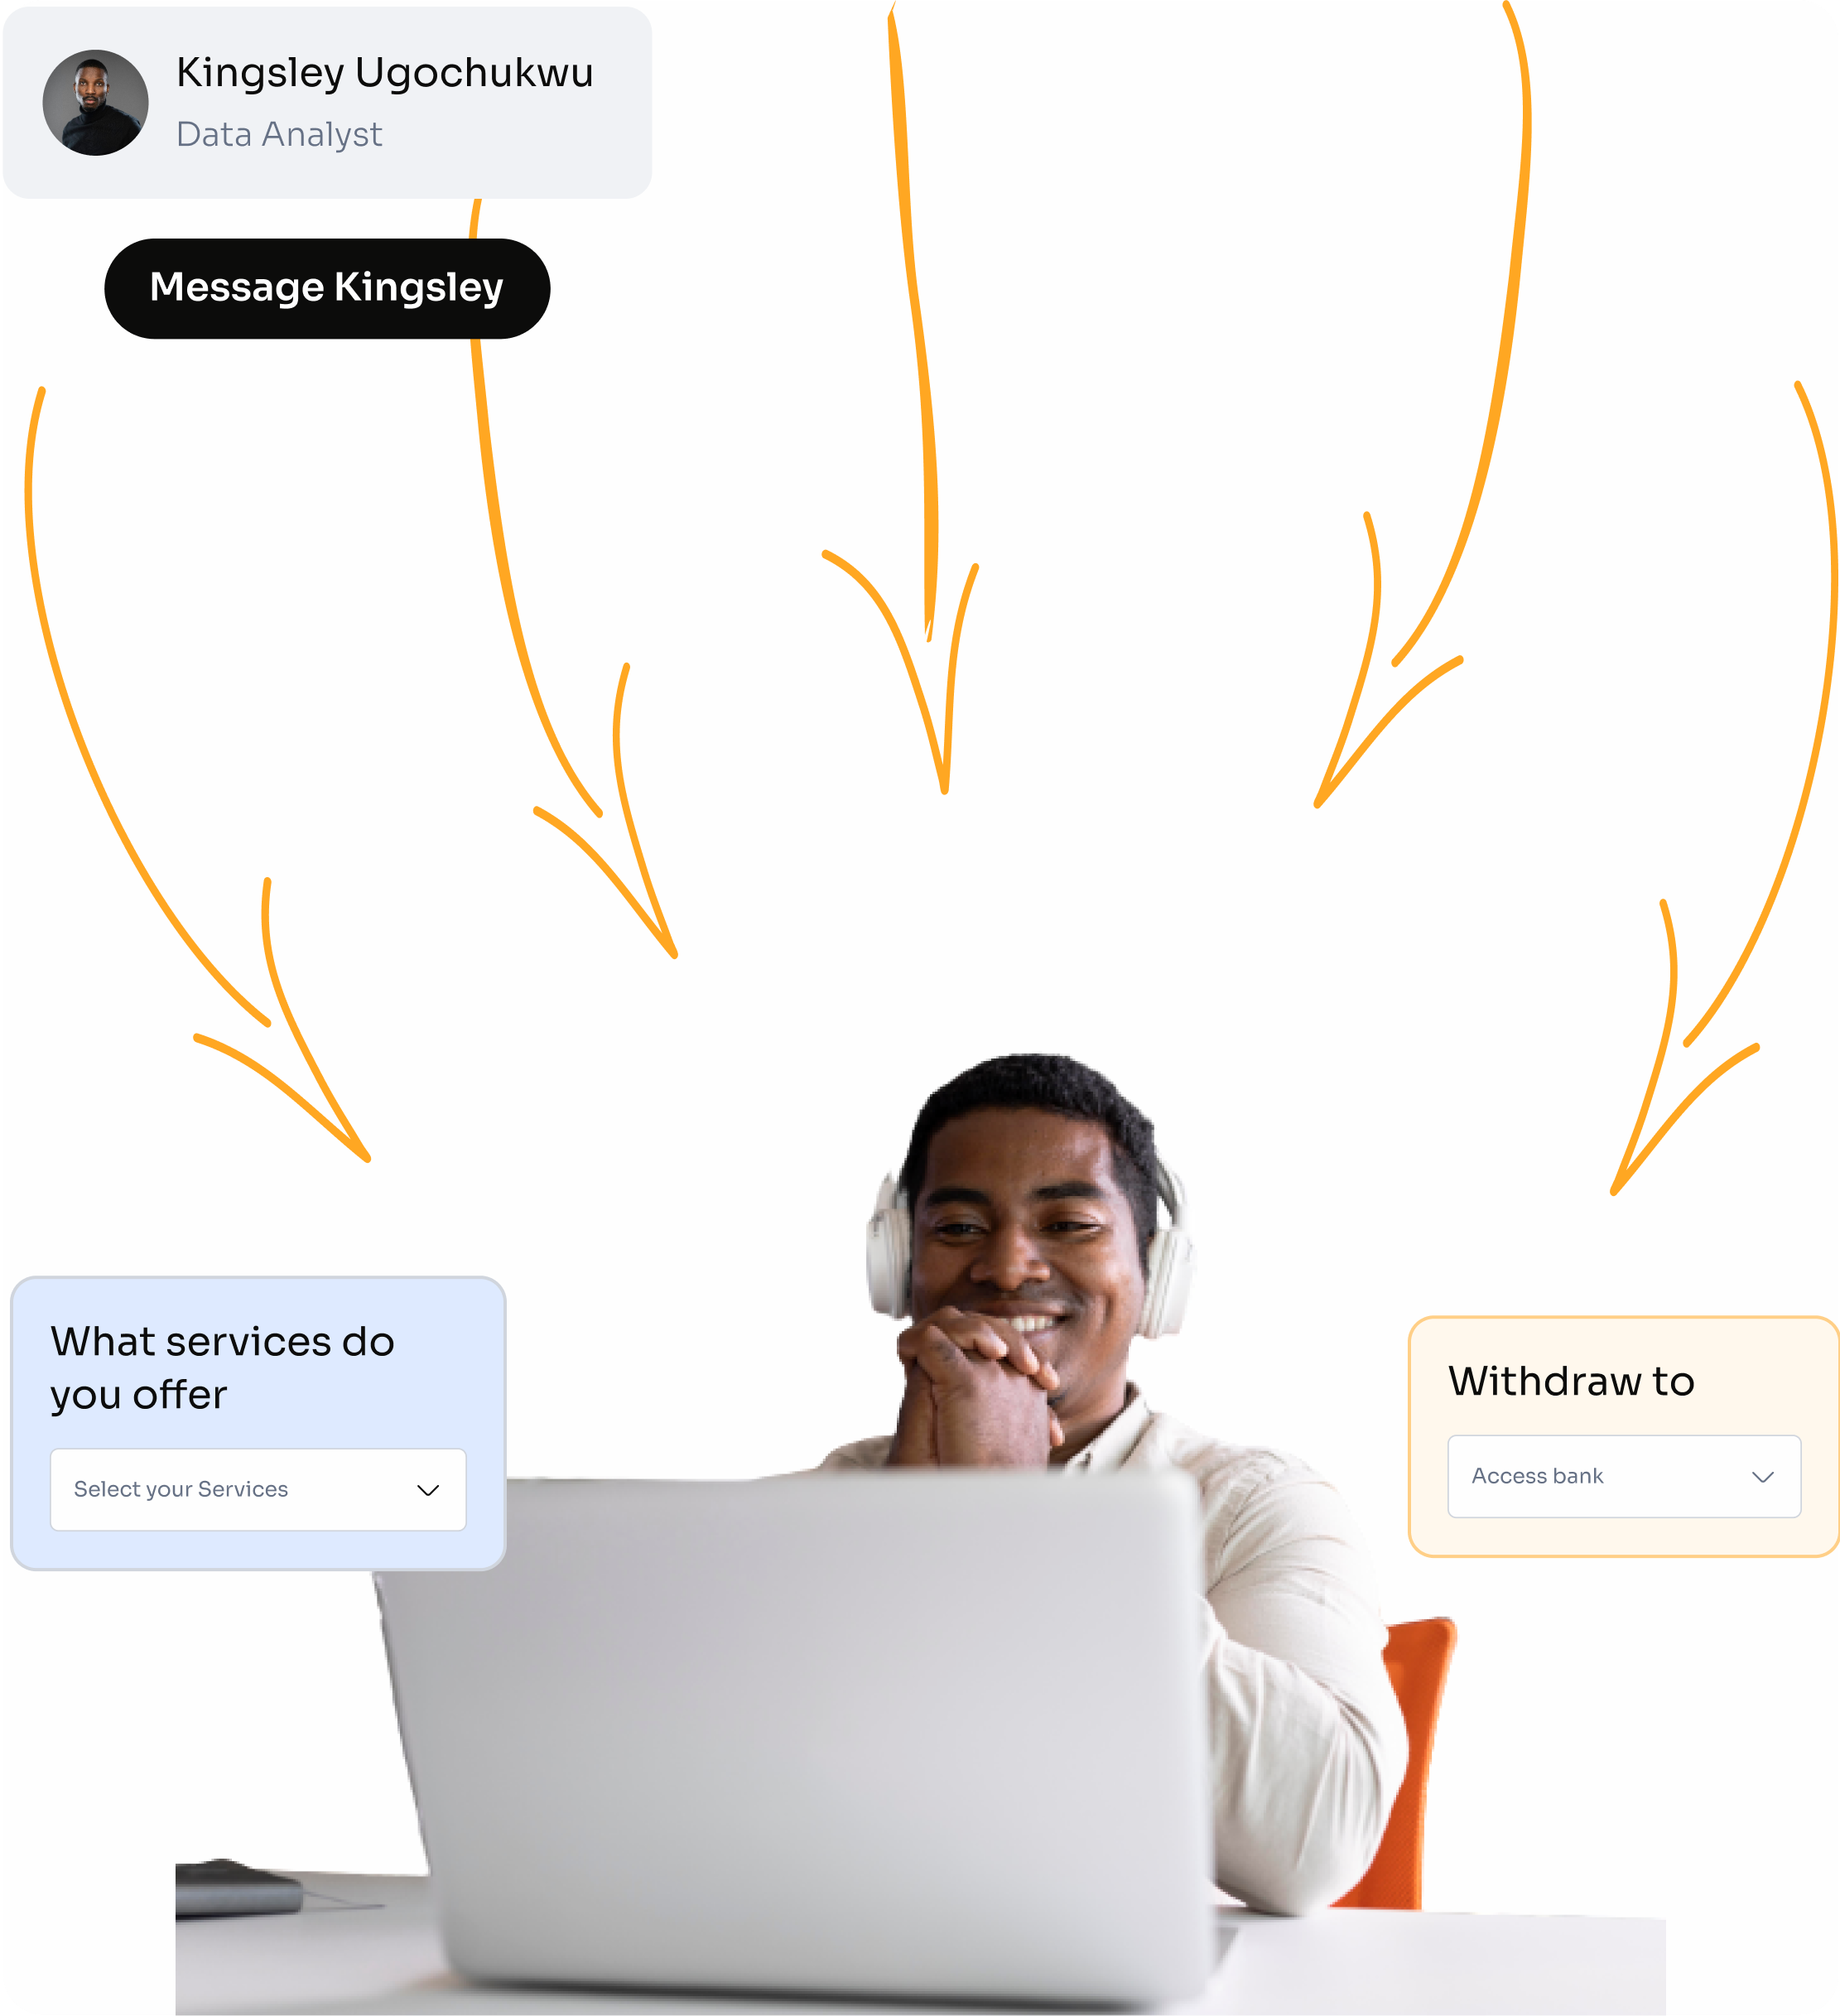 Kingsley Ugochukwu
Data Analyst
Message Kingsley
What services do
you offer
Select your Services
Withdraw to
Access bank